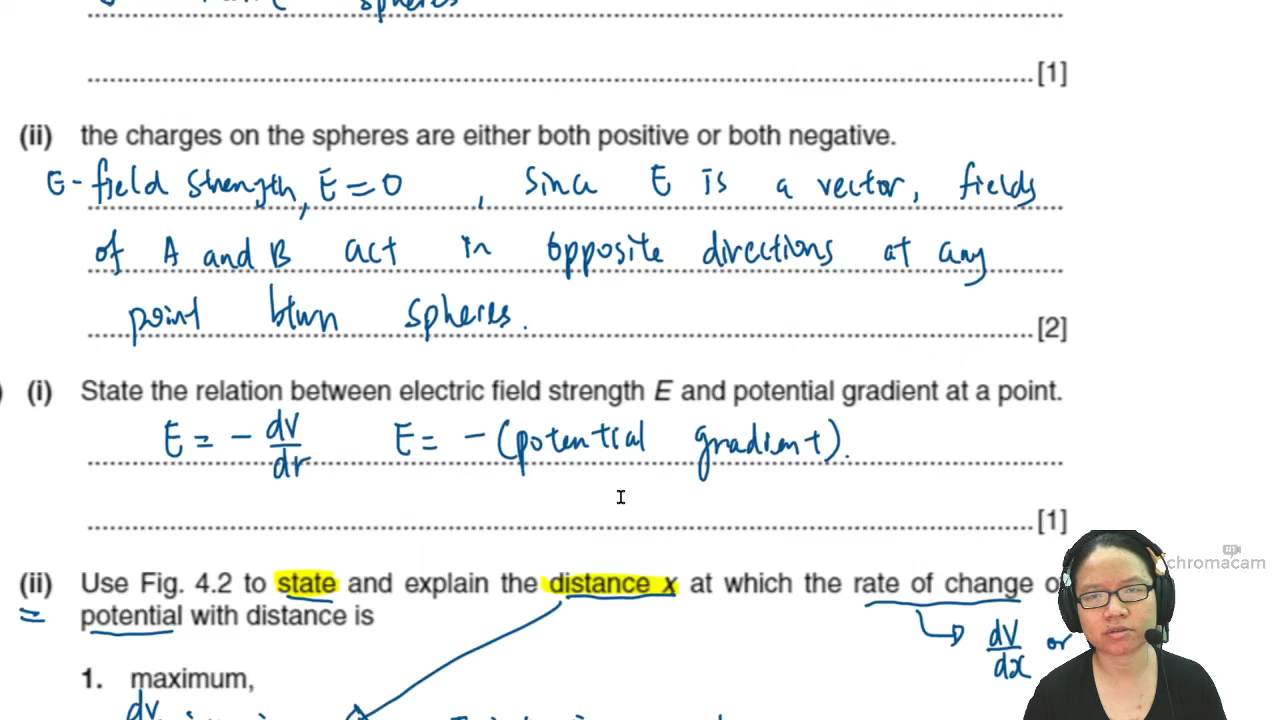 spheres
[1]
(ii) the charges on the spheres are either both positive or both negative.
E-field strength, E=0 , since E is a vector, fields
of A and B act in opposite directions at any
point btwn spheres.
[2]
(i) State the relation between electric field strength E and potential gradient at a point.
E = - dV/dr E = - (potential gradient).
[1]
(ii) Use Fig. 4.2 to state and explain the distance x at which the rate of change of
potential with distance is
dV/dx or
1. maximum,
dV
chromacam